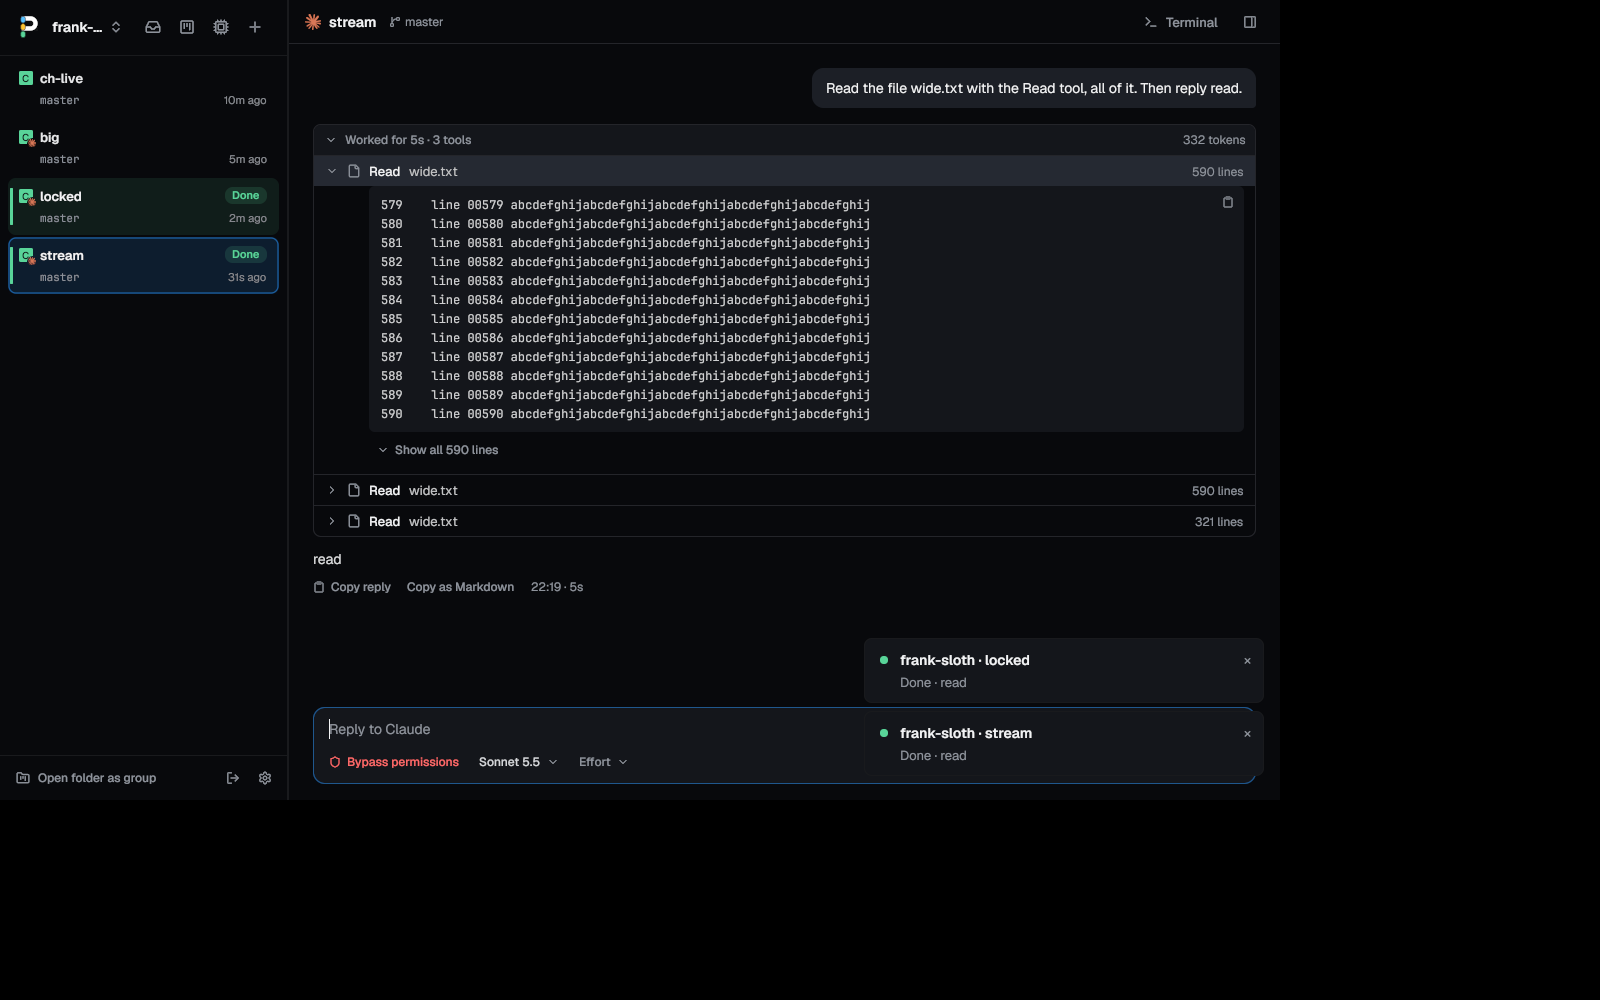 frank-...
C ch-live
master 10m ago
C big
master 5m ago
C locked Done
master 2m ago
C stream Done
master 31s ago
Open folder as group
stream master
Terminal
Read the file wide.txt with the Read tool, all of it. Then reply read.
Worked for 5s · 3 tools 332 tokens
Read wide.txt 590 lines
579 line 00579 abcdefghijabcdefghijabcdefghijabcdefghijabcdefghij
580 line 00580 abcdefghijabcdefghijabcdefghijabcdefghijabcdefghij
581 line 00581 abcdefghijabcdefghijabcdefghijabcdefghijabcdefghij
582 line 00582 abcdefghijabcdefghijabcdefghijabcdefghijabcdefghij
583 line 00583 abcdefghijabcdefghijabcdefghijabcdefghijabcdefghij
584 line 00584 abcdefghijabcdefghijabcdefghijabcdefghijabcdefghij
585 line 00585 abcdefghijabcdefghijabcdefghijabcdefghijabcdefghij
586 line 00586 abcdefghijabcdefghijabcdefghijabcdefghijabcdefghij
587 line 00587 abcdefghijabcdefghijabcdefghijabcdefghijabcdefghij
588 line 00588 abcdefghijabcdefghijabcdefghijabcdefghijabcdefghij
589 line 00589 abcdefghijabcdefghijabcdefghijabcdefghijabcdefghij
590 line 00590 abcdefghijabcdefghijabcdefghijabcdefghijabcdefghij
Show all 590 lines
Read wide.txt 590 lines
Read wide.txt 321 lines
read
Copy reply Copy as Markdown 22:19 · 5s
frank-sloth · locked
Done · read
Reply to Claude
Bypass permissions Sonnet 5.5 Effort
frank-sloth · stream
Done · read